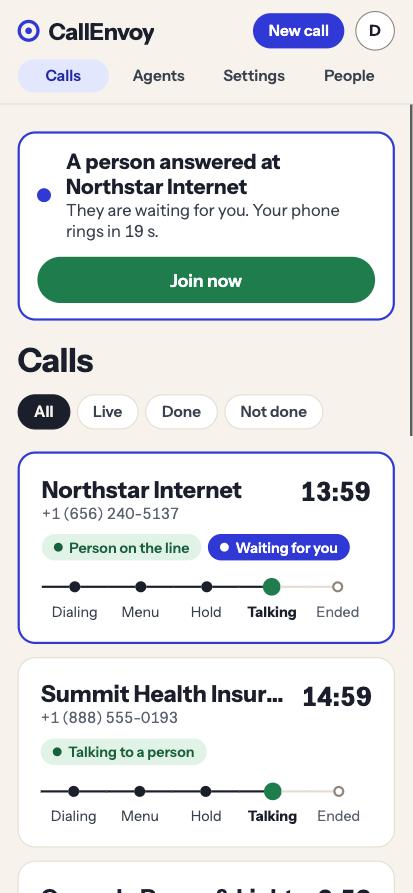 CallEnvoy
New call
D
Calls
Agents
Settings
People
A person answered at
Northstar Internet
They are waiting for you. Your phone
rings in 19 s.
Join now
Calls
All
Live
Done
Not done
Northstar Internet
13:59
+1 (656) 240-5137
Person on the line
Waiting for you
Dialing
Menu
Hold
Talking
Ended
Summit Health Insur...
14:59
+1 (888) 555-0193
Talking to a person
Dialing
Menu
Hold
Talking
Ended